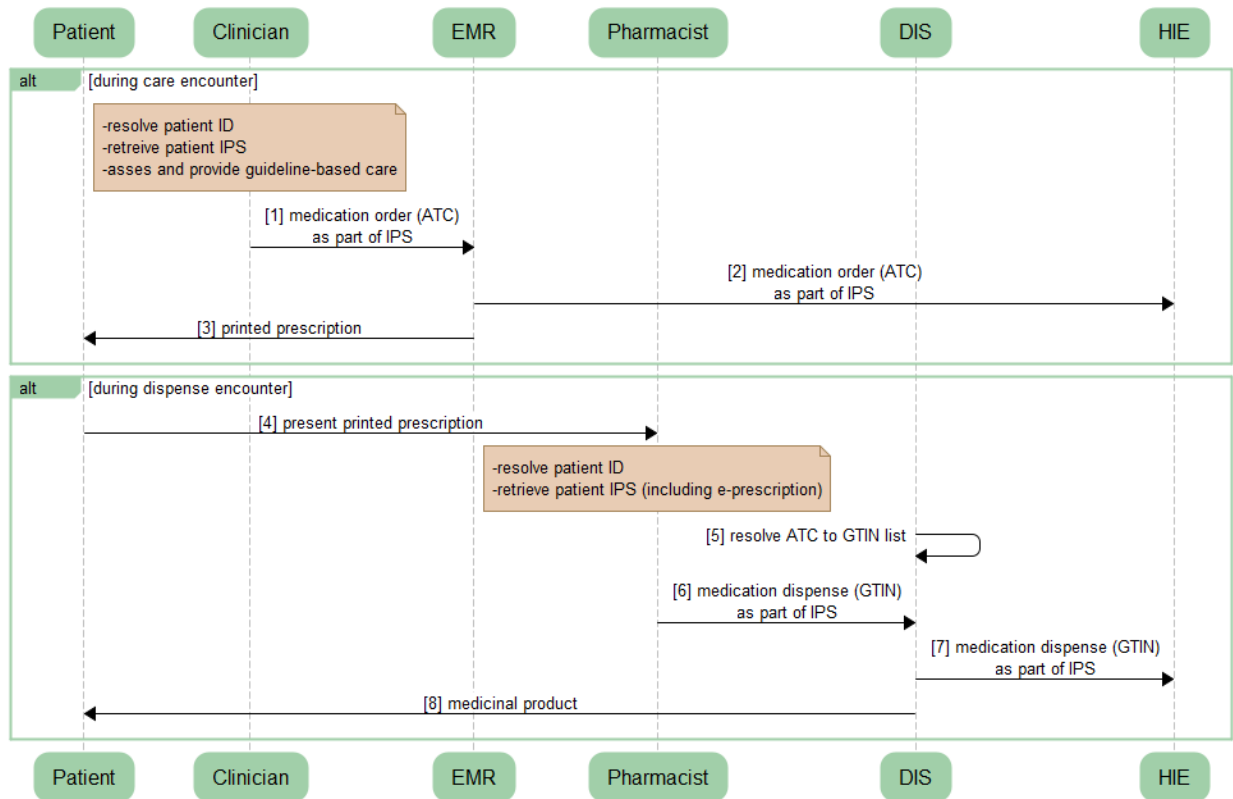 Patient Clinician EMR Pharmacist DIS HIE
alt [during care encounter]
-resolve patient ID
-retreive patient IPS
-asses and provide guideline-based care
[1] medication order (ATC)
as part of IPS
[2] medication order (ATC)
as part of IPS
[3] printed prescription
alt [during dispense encounter]
[4] present printed prescription
-resolve patient ID
-retrieve patient IPS (including e-prescription)
[5] resolve ATC to GTIN list
[6] medication dispense (GTIN)
as part of IPS
[7] medication dispense (GTIN)
as part of IPS
[8] medicinal product
Patient Clinician EMR Pharmacist DIS HIE